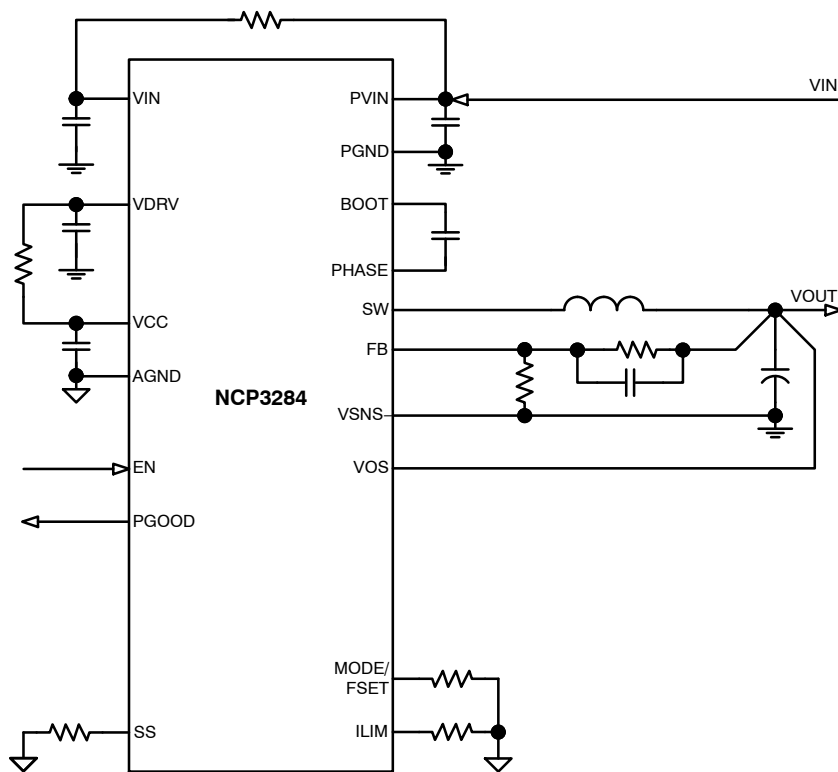 VIN
PVIN
VIN
PGND
VDRV
BOOT
PHASE
SW
VOUT
VCC
FB
AGND
NCP3284
VSNS–
EN
VOS
PGOOD
MODE/
FSET
SS
ILIM